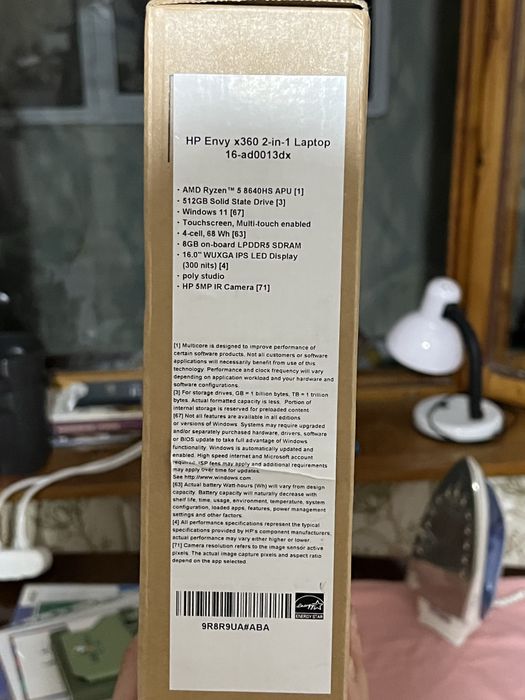 HP Envy x360 2-in-1 Laptop
16-ad0013dx
· AMD Ryzen™ 5 8640HS APU [1]
· 512GB Solid State Drive [3]
· Windows 11 [67]
· Touchscreen, Multi-touch enabled
· 4-cell, 68 Wh [63]
· 8GB on-board LPDDR5 SDRAM
· 16.0" WUXGA IPS LED Display
(300 nits) [4]
· poly studio
· HP 5MP IR Camera [71]
[1] Multicore is designed to improve performance of
certain software products. Not all customers or software
applications will necessarily benefit from use of this
technology. Performance and clock frequency will vary
depending on application workload and your hardware and
software configurations.
[3] For storage drives, GB = 1 billion bytes, TB = 1 trillion
bytes. Actual formatted capacity is less. Portion of
internal storage is reserved for preloaded content.
[67] Not all features are available in all editions
or versions of Windows. Systems may require upgraded
and/or separately purchased hardware, drivers, software
or BIOS update to take full advantage of Windows
functionality. Windows is automatically updated and
enabled. High speed internet and Microsoft account
required. ISP fees may apply and additional requirements
may apply over time for updates.
See http://www.windows.com
[63] Actual battery Watt-hours (Wh) will vary from design
capacity. Battery capacity will naturally decrease with
shelf life, time, usage, environment, temperature, system
configuration, loaded apps, features, power management
settings and other factors.
[4] All performance specifications represent the typical
specifications provided by HP's component manufacturers;
actual performance may vary either higher or lower.
[71] Camera resolution refers to the image sensor active
pixels. The actual image capture pixels and aspect ratio
depend on the app selected.
energy
ENERGY STAR
9R8R9UA#ABA